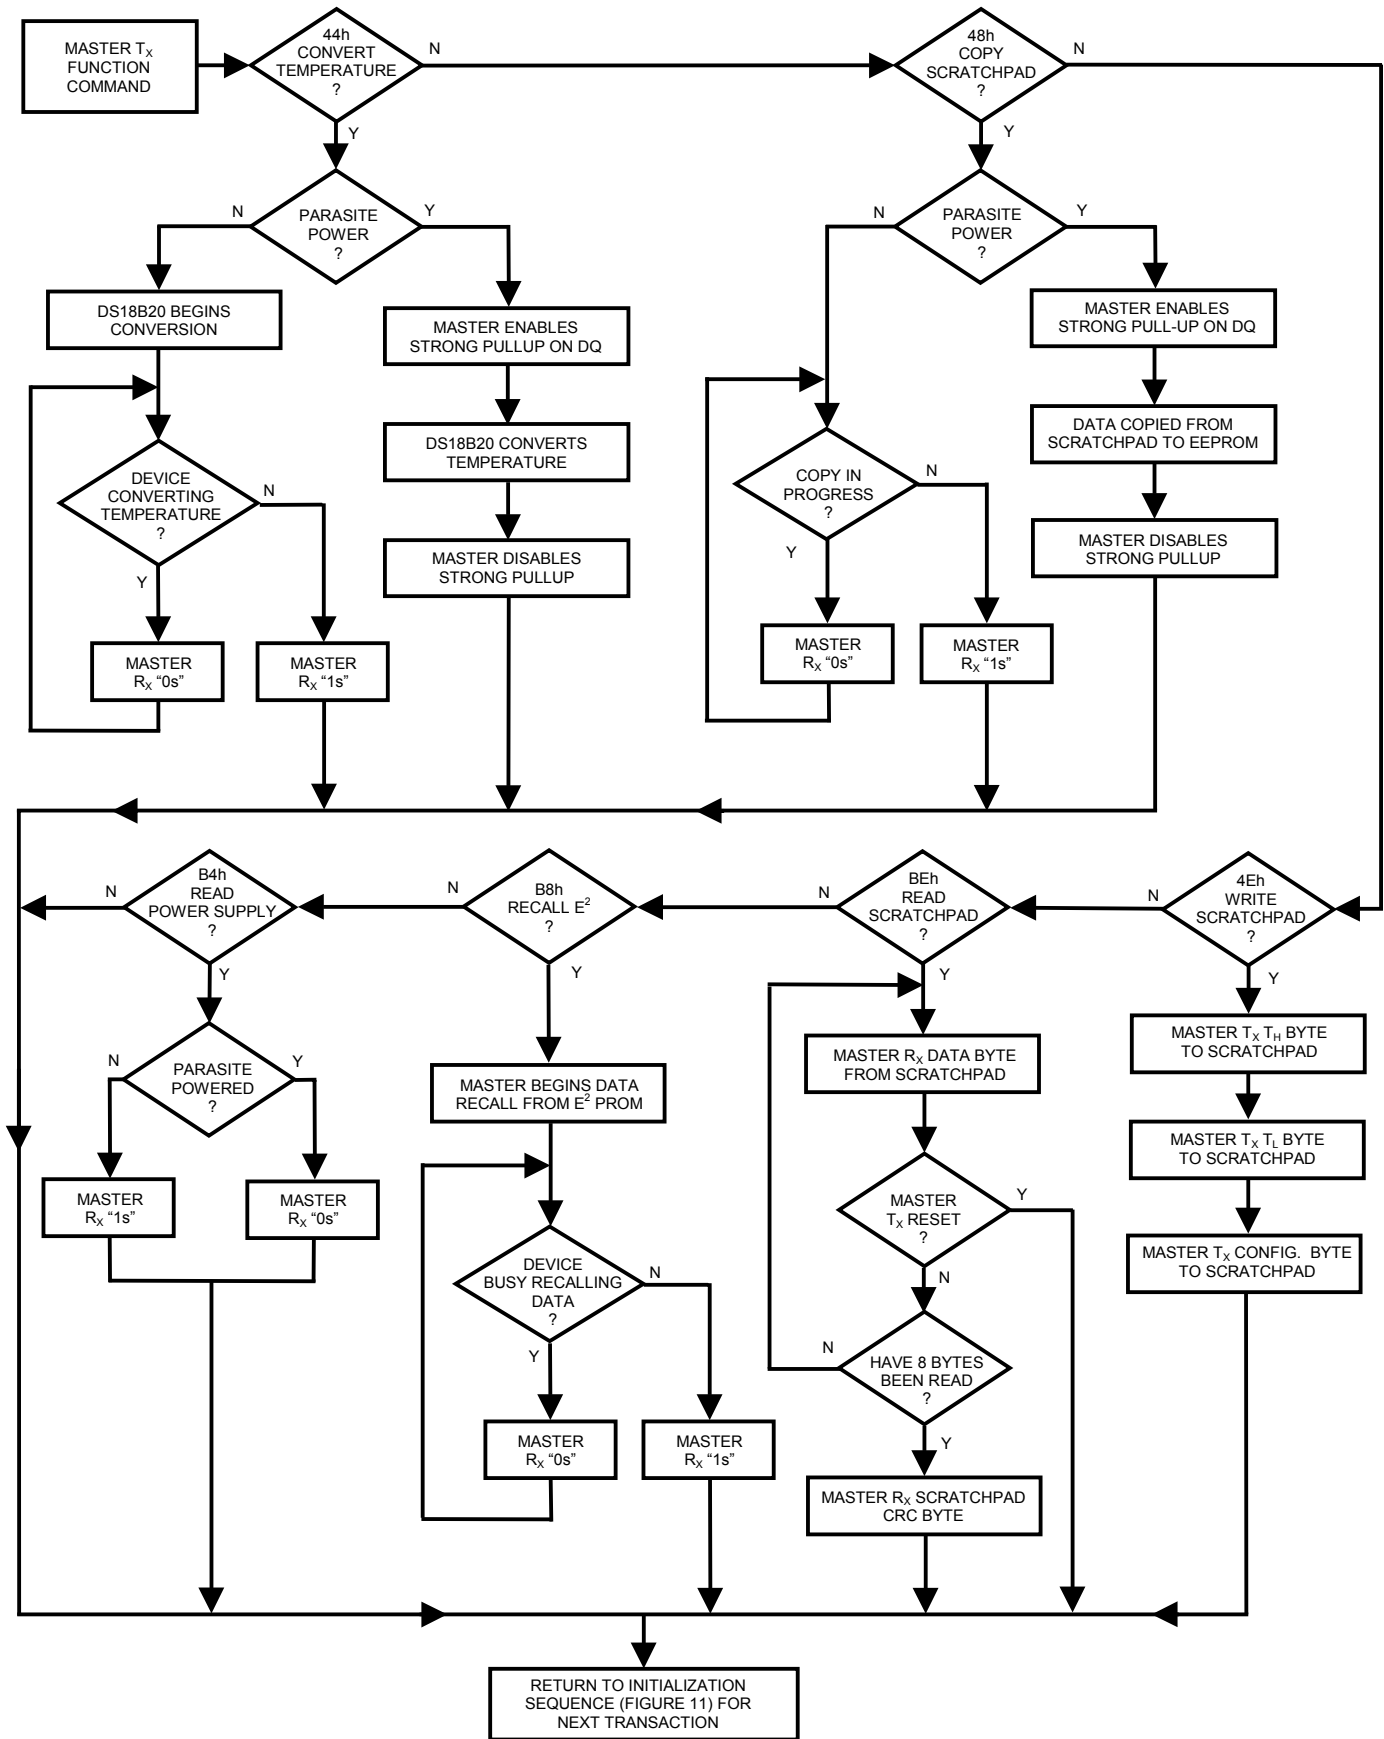 MASTER TX
FUNCTION
COMMAND
44h
CONVERT
TEMPERATURE
?
N
Y
48h
COPY
SCRATCHPAD
?
N
Y
PARASITE
POWER
?
N
Y
PARASITE
POWER
?
N
Y
DS18B20 BEGINS
CONVERSION
MASTER ENABLES
STRONG PULLUP ON DQ
MASTER ENABLES
STRONG PULL-UP ON DQ
DEVICE
CONVERTING
TEMPERATURE
?
N
Y
DS18B20 CONVERTS
TEMPERATURE
COPY IN
PROGRESS
?
N
Y
DATA COPIED FROM
SCRATCHPAD TO EEPROM
MASTER DISABLES
STRONG PULLUP
MASTER DISABLES
STRONG PULLUP
MASTER
RX “0s”
MASTER
RX “1s”
MASTER
RX “0s”
MASTER
RX “1s”
B4h
READ
POWER SUPPLY
?
N
Y
B8h
RECALL E2
?
N
Y
BEh
READ
SCRATCHPAD
?
N
Y
4Eh
WRITE
SCRATCHPAD
?
N
Y
PARASITE
POWERED
?
N
Y
MASTER
RX “1s”
MASTER
RX “0s”
MASTER BEGINS DATA
RECALL FROM E2 PROM
DEVICE
BUSY RECALLING
DATA
?
N
Y
MASTER
RX “0s”
MASTER
RX “1s”
MASTER RX DATA BYTE
FROM SCRATCHPAD
MASTER
TX RESET
?
Y
N
HAVE 8 BYTES
BEEN READ
?
N
Y
MASTER RX SCRATCHPAD
CRC BYTE
MASTER TX TH BYTE
TO SCRATCHPAD
MASTER TX TL BYTE
TO SCRATCHPAD
MASTER TX CONFIG. BYTE
TO SCRATCHPAD
RETURN TO INITIALIZATION
SEQUENCE (FIGURE 11) FOR
NEXT TRANSACTION